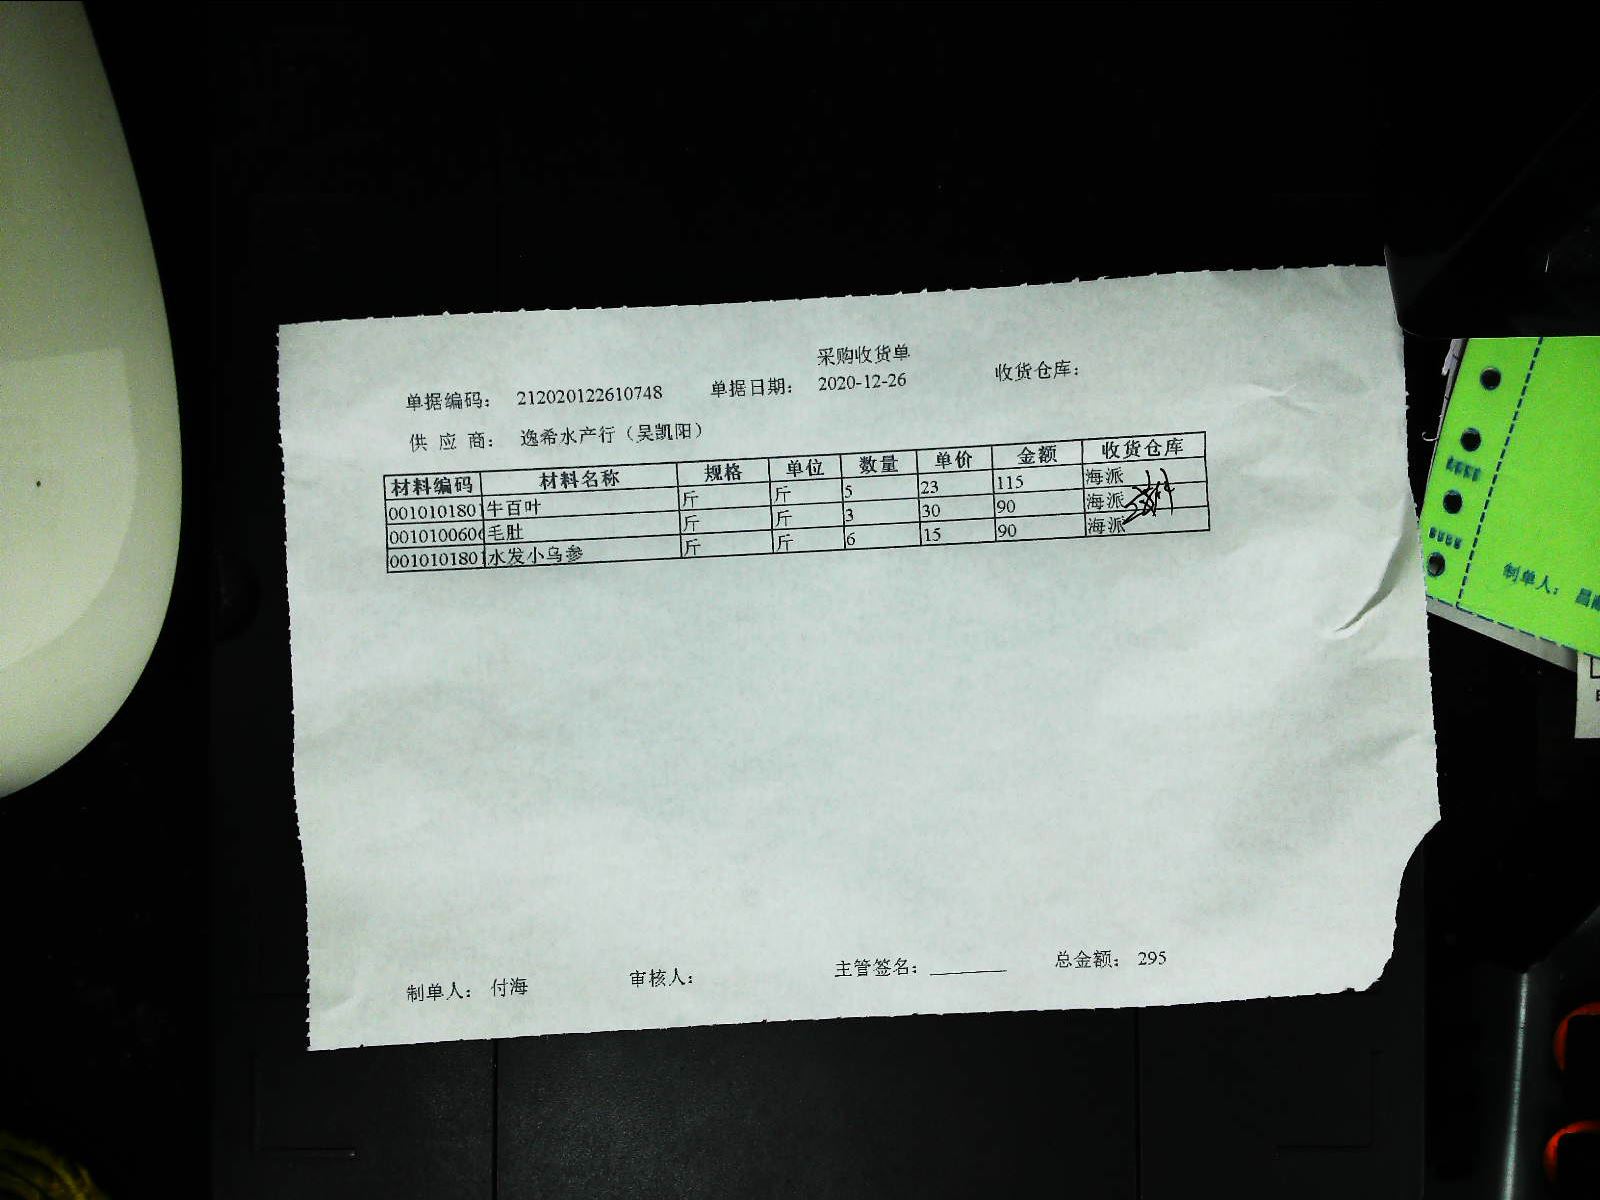 采购收货单
单据编码： 212020122610748 单据日期： 2020-12-26 收货仓库：
供 应 商： 逸希水产行（吴凯阳）
材料编码 材料名称 规格 单位 数量 单价 金额 收货仓库
0010101801 牛百叶 斤 斤 5 23 115 海派
001010060 毛肚 斤 斤 3 30 90 海派
0010101801 水发小乌参 斤 斤 6 15 90 海派
制单人： 付海 审核人： 主管签名： 总金额： 295
制单人：